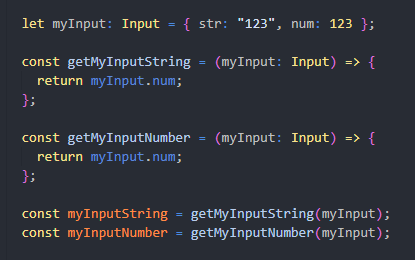 let myInput: Input = { str: "123", num: 123 };
const getMyInputString = (myInput: Input) => {
return myInput.num;
};
const getMyInputNumber = (myInput: Input) => {
return myInput.num;
};
const myInputString = getMyInputString(myInput);
const myInputNumber = getMyInputNumber(myInput);